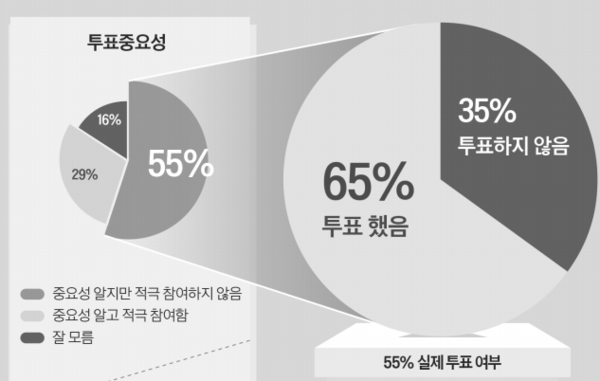 투표중요성
16%
29%
55%
35%
투표하지 않음
65%
투표 했음
중요성 알지만 적극 참여하지 않음
중요성 알고 적극 참여함
잘 모름
55% 실제 투표 여부